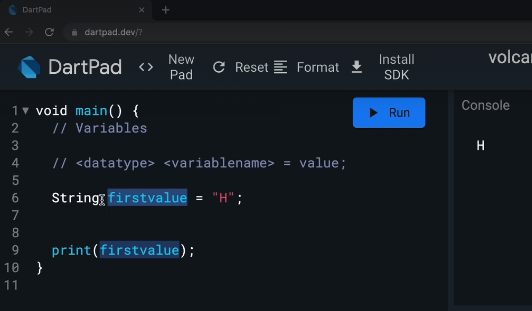 DartPad
dartpad.dev/?
DartPad <> New Pad Reset Format Install SDK
volcan
1 void main() {
2 // Variables
3
4 // <datatype> <variablename> = value;
5
6 String firstvalue = "H";
7
8
9 print(firstvalue);
10 }
11
Run
Console
H